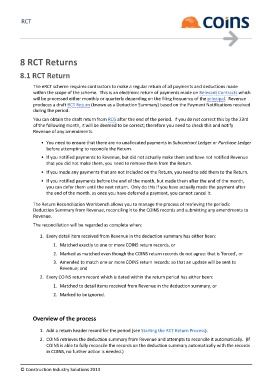 RCT
coins
8 RCT Returns
8.1 RCT Return
The eRCT scheme requires contractors to make a regular return of all payments and deductions made
within the scope of the scheme. This is an electronic return of payments made on Relevant Contracts which
will be processed either monthly or quarterly depending on the filing frequency of the principal. Revenue
produces a draft RCT Return (known as a Deduction Summary) based on the Payment Notifications received
during the period.
You can obtain the draft return from ROS after the end of the period. If you do not correct this by the 23rd
of the following month, it will be deemed to be correct; therefore you need to check this and notify
Revenue of any amendments.
• You need to ensure that there are no unallocated payments in Subcontract Ledger or Purchase Ledger
before attempting to reconcile the Return.
• If you notified payments to Revenue, but did not actually make them and have not notified Revenue
that you did not make them, you need to remove them from the Return.
• If you made any payments that are not included on the Return, you need to add them to the Return.
• If you notified payments before the end of the month, but made them after the end of the month,
you can defer them until the next return. Only do this if you have actually made the payment after
the end of the month, as once you have deferred a payment, you cannot cancel it.
The Return Reconciliation Workbench allows you to manage the process of retrieving the periodic
Deduction Summary from Revenue, reconciling it to the COINS records and submitting any amendments to
Revenue.
The reconciliation will be regarded as complete when:
1. Every detail item received from Revenue in the deduction summary has either been:
1. Matched exactly to one or more COINS return records, or
2. Marked as matched even though the COINS return records do not agree: that is 'Forced', or
3. Amended to match one or more COINS return records so that an update will be sent to
Revenue; and
2. Every COINS return record which is dated within the return period has either been:
1. Matched to detail items received from Revenue in the deduction summary, or
2. Marked to be ignored.
Overview of the process
1. Add a return header record for the period (see Starting the RCT Return Process).
2. COINS retrieves the deduction summary from Revenue and attempts to reconcile it automatically. (If
COINS is able to fully reconcile the records on the deduction summary automatically with the records
in COINS, no further action is needed.)
© Construction Industry Solutions 2013